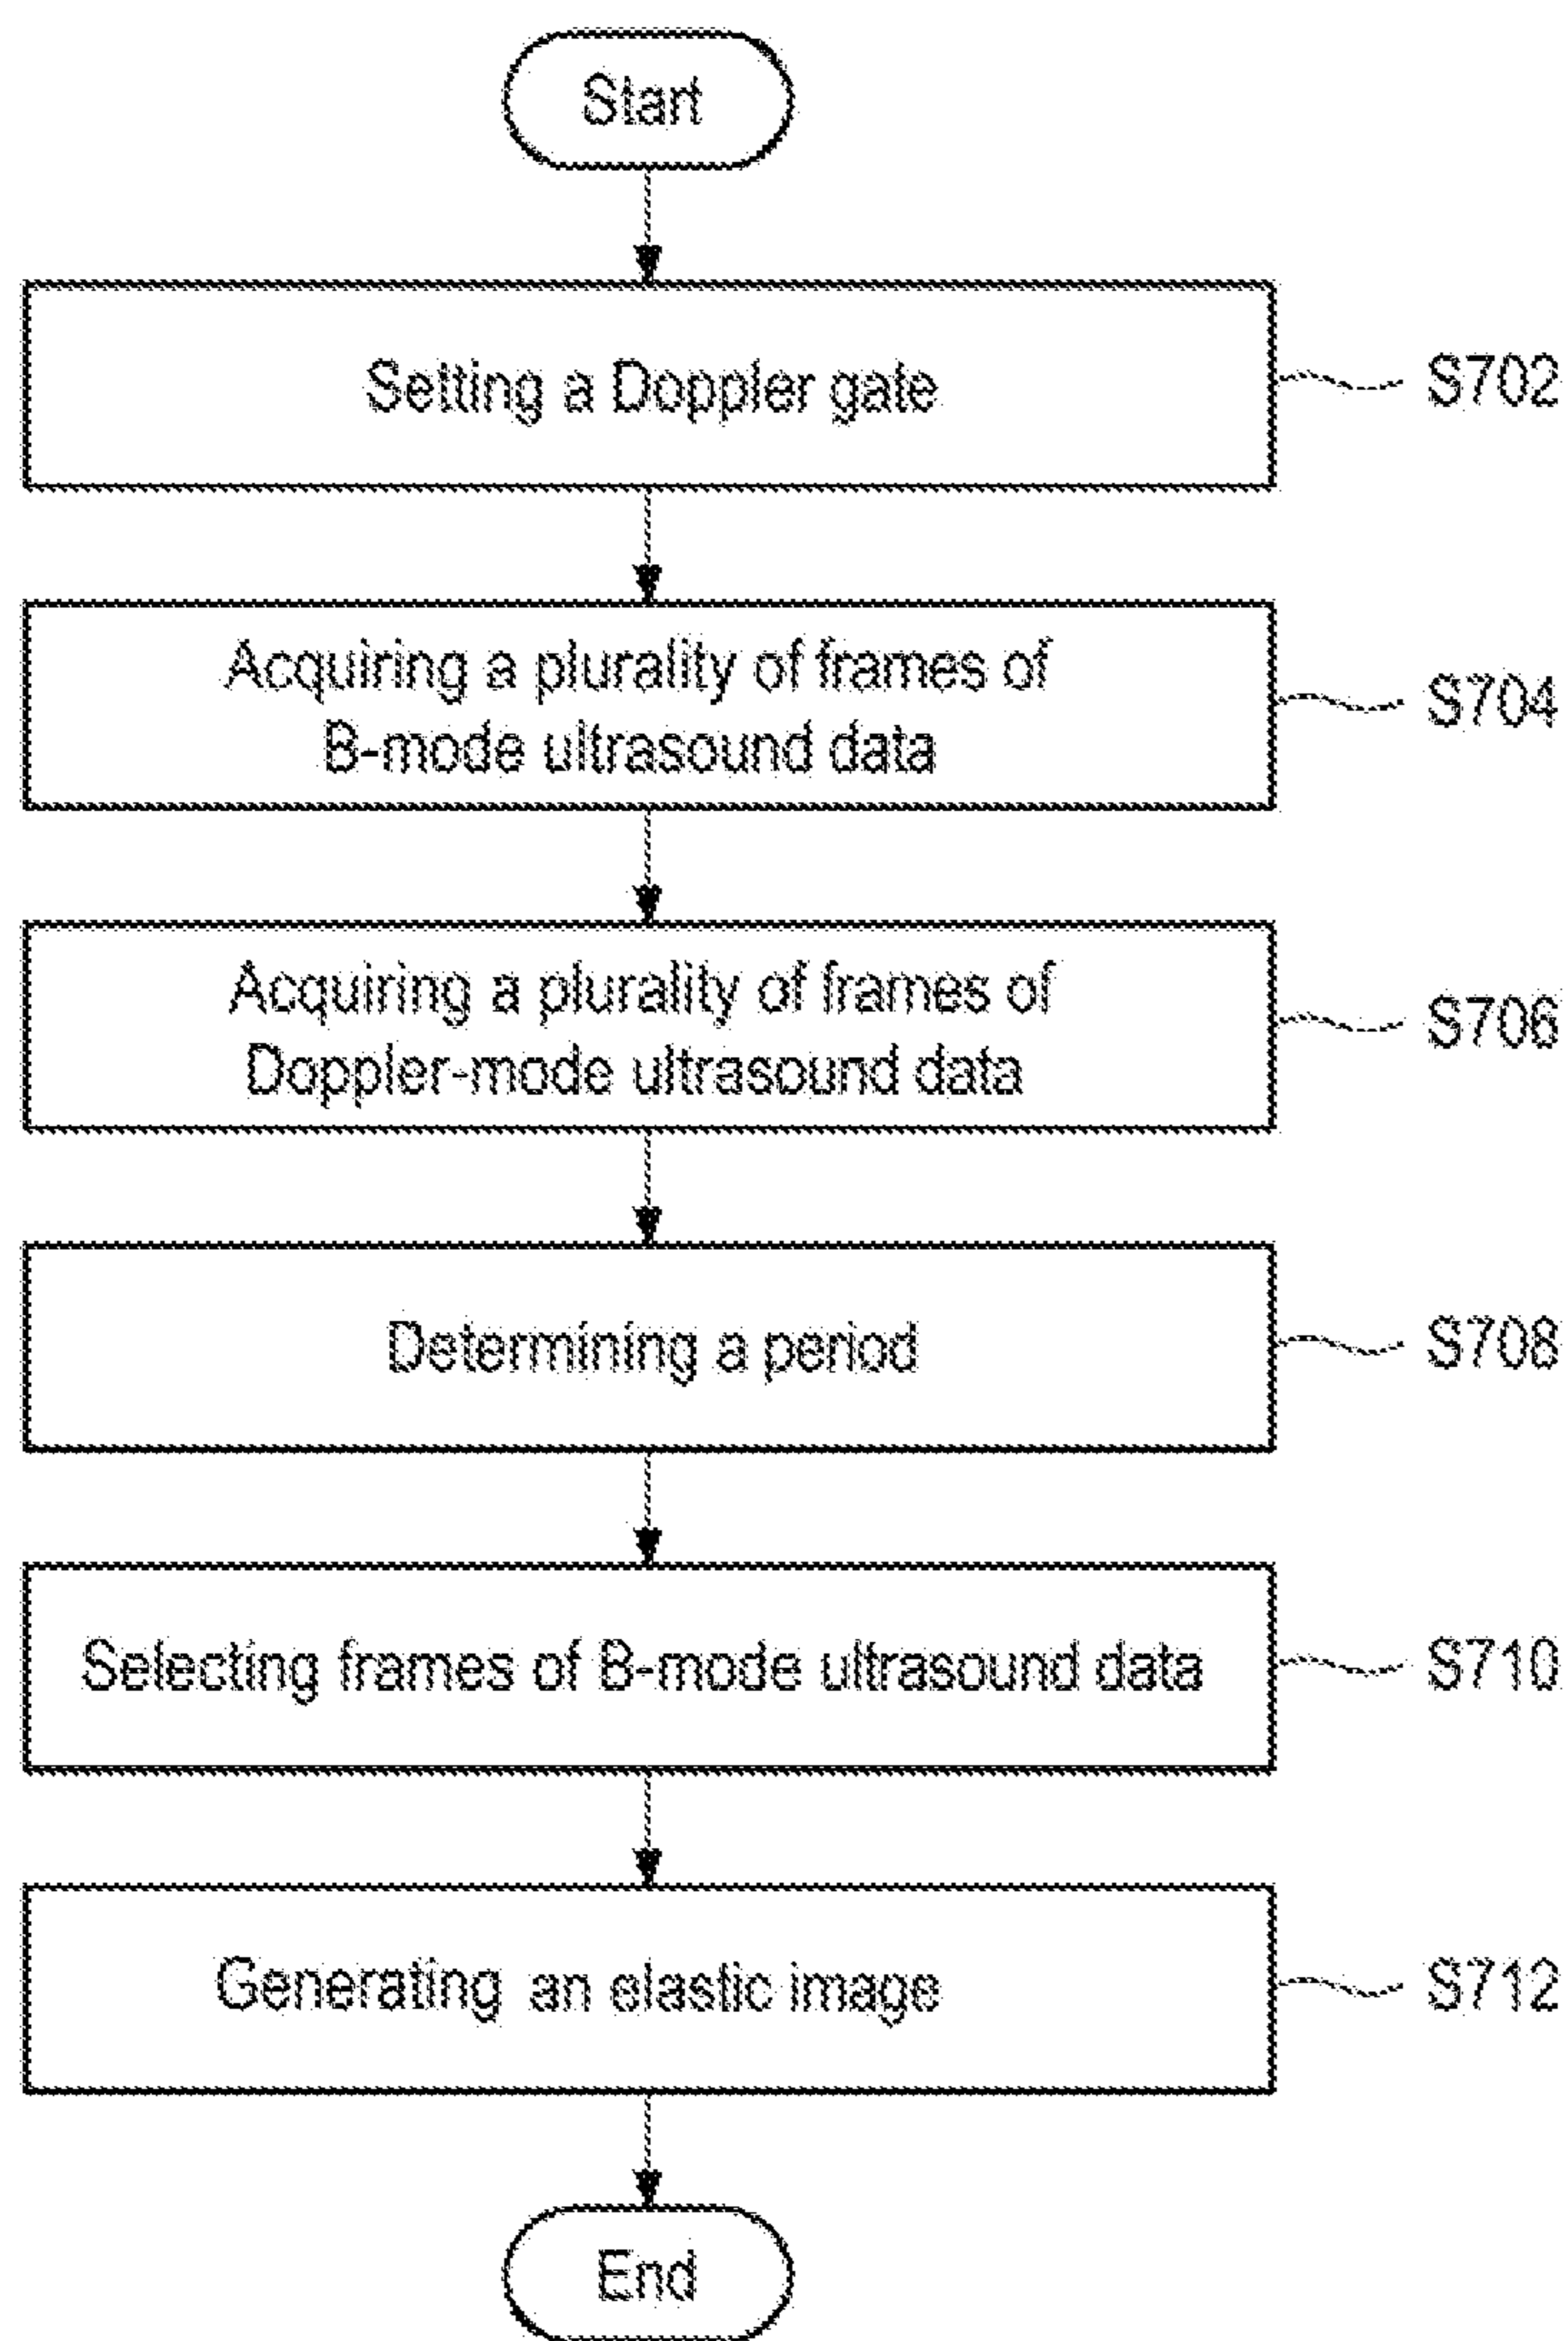 Start
Setting a Doppler gate
S702
Acquiring a plurality of frames of
B-mode ultrasound data
S704
Acquiring a plurality of frames of
Doppler-mode ultrasound data
S706
Determining a period
S708
Selecting frames of B-mode ultrasound data
S710
Generating an elastic image
S712
End